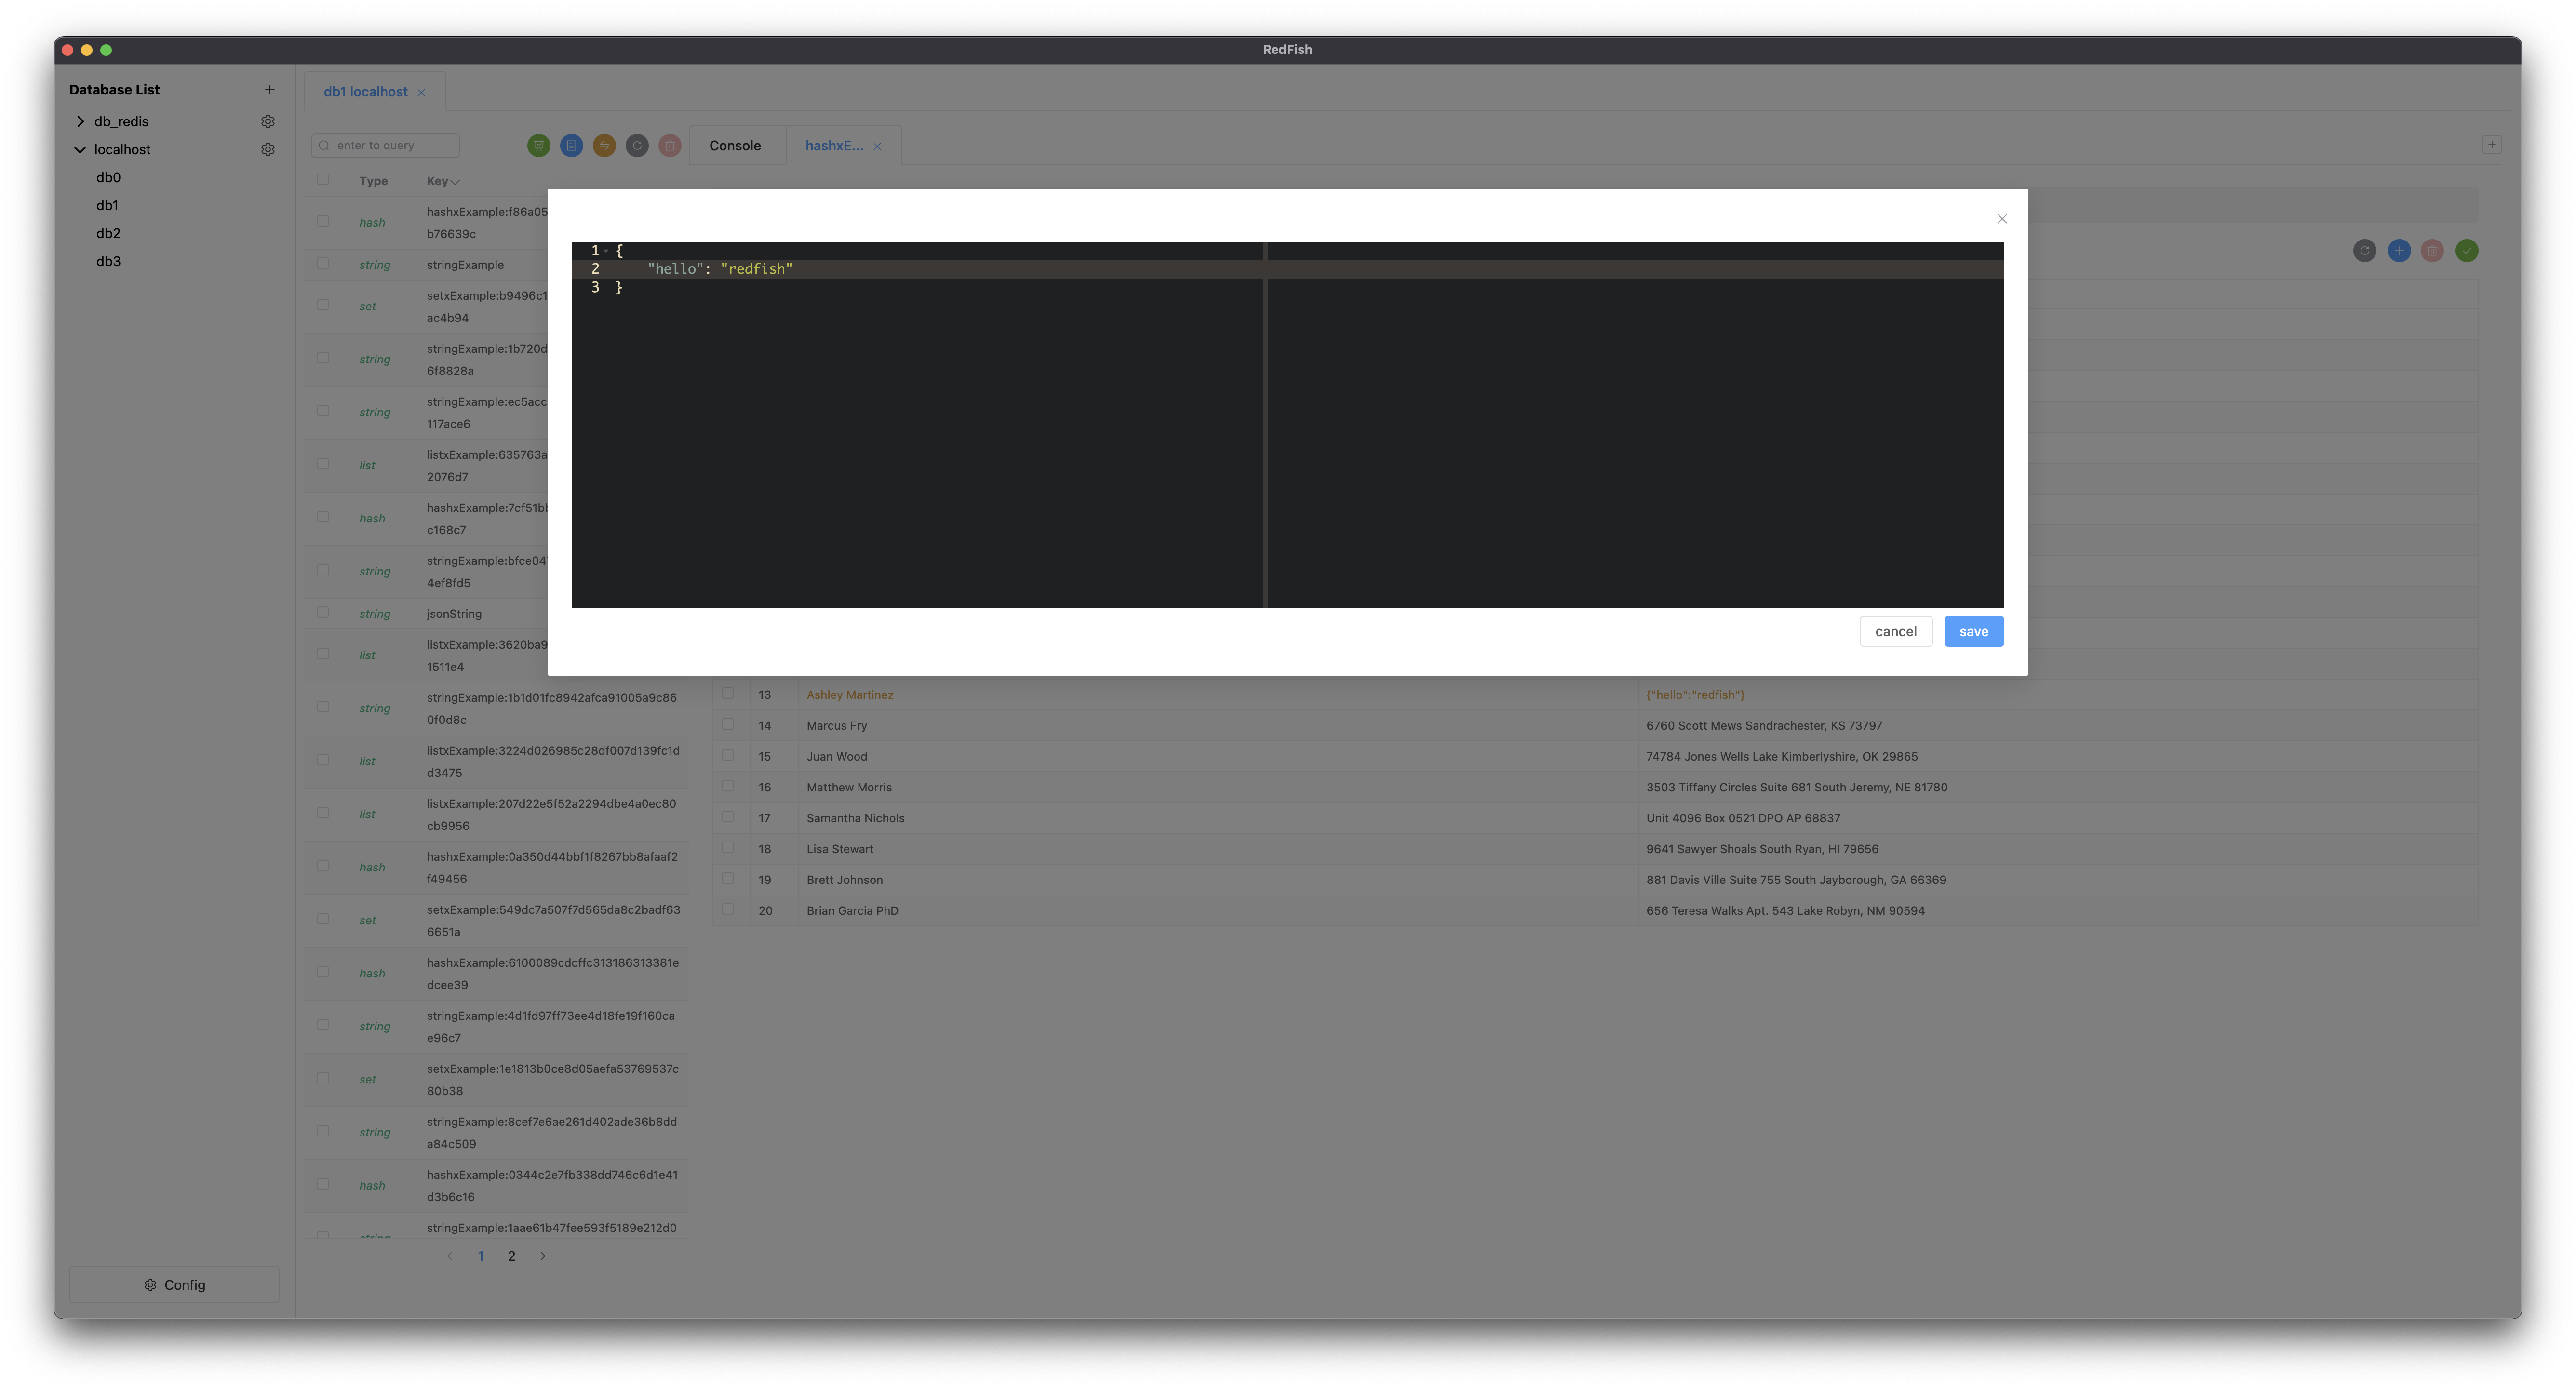 RedFish
Database List
db_redis
localhost
db0
db1
db2
db3
Config
db1 localhost
enter to query
Type Key
hash hashxExample:f86a05
b76639c
string stringExample
set setxExample:b9496c1
ac4b94
string stringExample:1b720d
6f8828a
string stringExample:ec5acc
117ace6
list listxExample:635763a
2076d7
hash
c168c7
string
4ef8fd5
string jsonString
list listxExample:3620ba9
1511e4
string stringExample:1b1d01fc8942afca91005a9c86
0f0d8c
list listxExample:3224d026985c28df007d139fc1d
d3475
list listxExample:207d22e5f52a2294dbe4a0ec80
cb9956
hash hashxExample:0a350d44bbf1f8267bb8afaaf2
f49456
set setxExample:549dc7a507f7d565da8c2badf63
6651a
hash hashxExample:6100089cdcffc313186313381e
dcee39
string stringExample:4d1fd97ff73ee4d18fe19f160ca
e96c7
set setxExample:1e1813b0ce8d05aefa53769537c
80b38
string stringExample:8cef7e6ae261d402ade36b8dd
a84c509
hash hashxExample:0344c2e7fb338dd746c6d1e41
d3b6c16
stringExample:1aae61b47fee593f5189e212d0
1 2
Console hashxE...
1 {
2 "hello": "redfish"
3 }
cancel save
13 Ashley Martinez {"hello":"redfish"}
14 Marcus Fry 6760 Scott Mews Sandrachester, KS 73797
15 Juan Wood 74784 Jones Wells Lake Kimberlyshire, OK 29865
16 Matthew Morris 3503 Tiffany Circles Suite 681 South Jeremy, NE 81780
17 Samantha Nichols Unit 4096 Box 0521 DPO AP 68837
18 Lisa Stewart 9641 Sawyer Shoals South Ryan, HI 79656
19 Brett Johnson 881 Davis Ville Suite 755 South Jayborough, GA 66369
20 Brian Garcia PhD 656 Teresa Walks Apt. 543 Lake Robyn, NM 90594